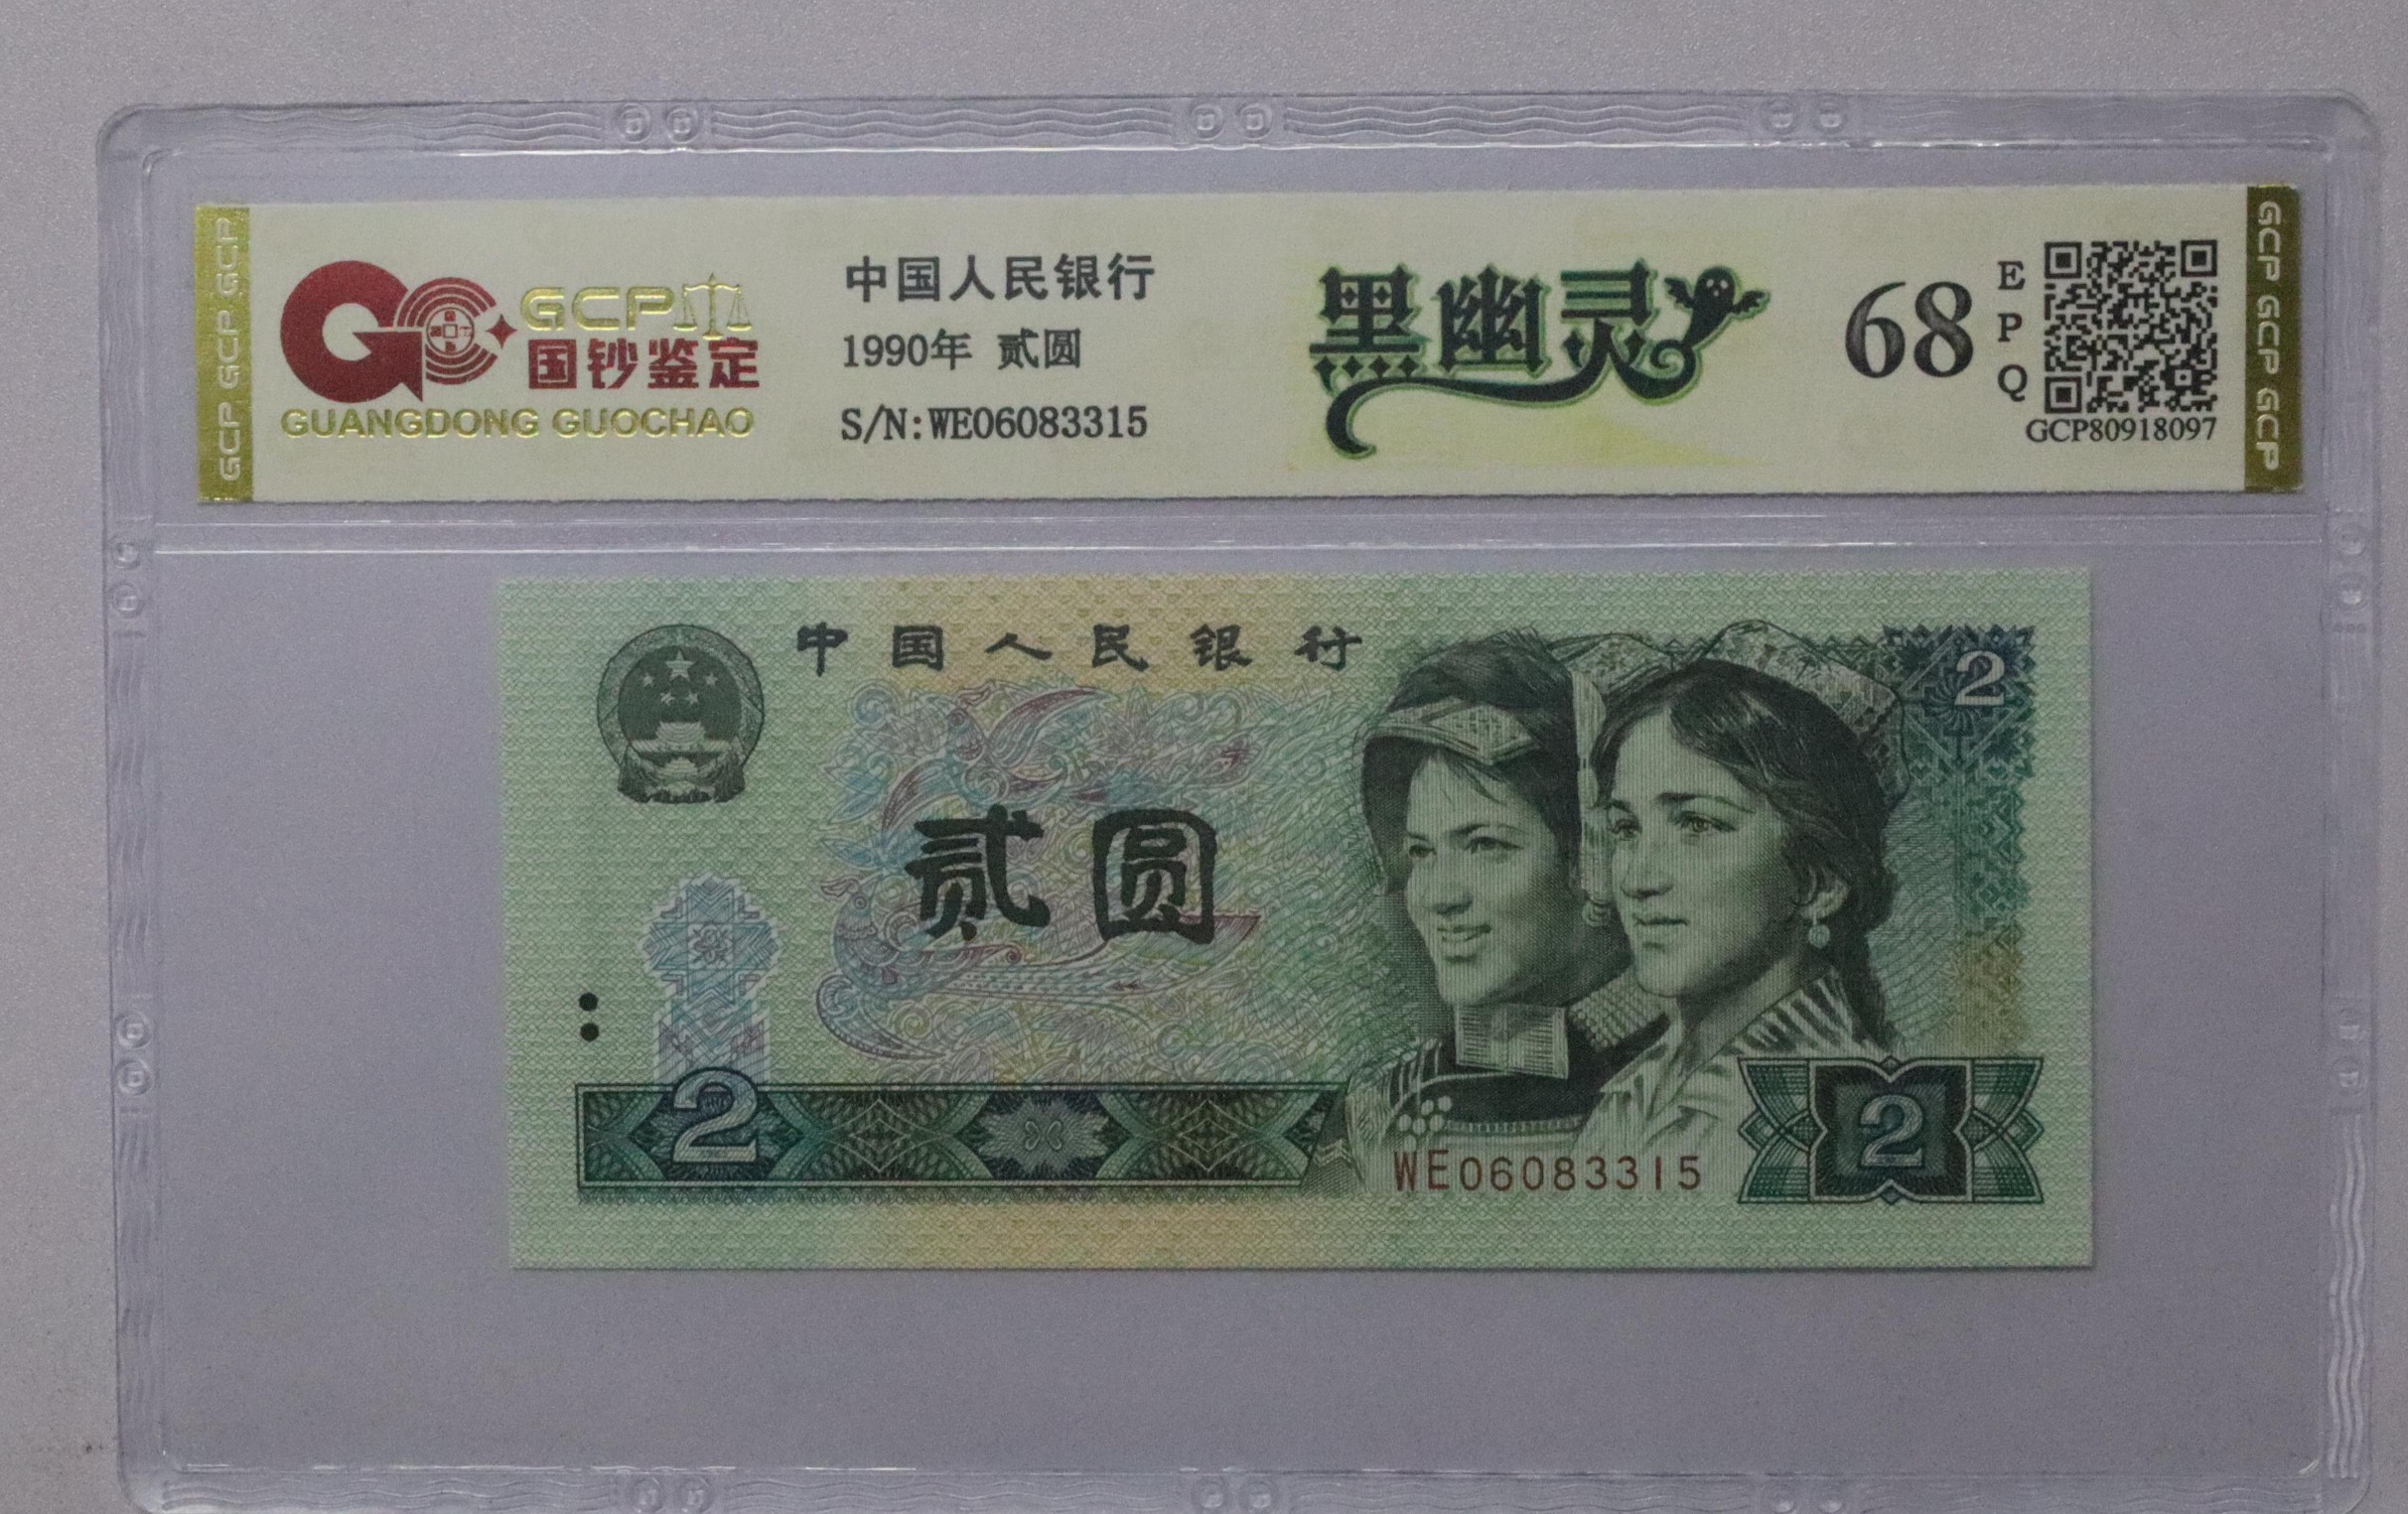 GCP GCP GCP
GCP
国钞鉴定
GUANGDONG GUOCHAO
中国人民银行
1990年 贰圆
S/N:WE06083315
黑幽灵
68
EPQ
GCP80918097
GCP GCP GCP
中国人民银行
2
贰圆
2
WE06083315
2